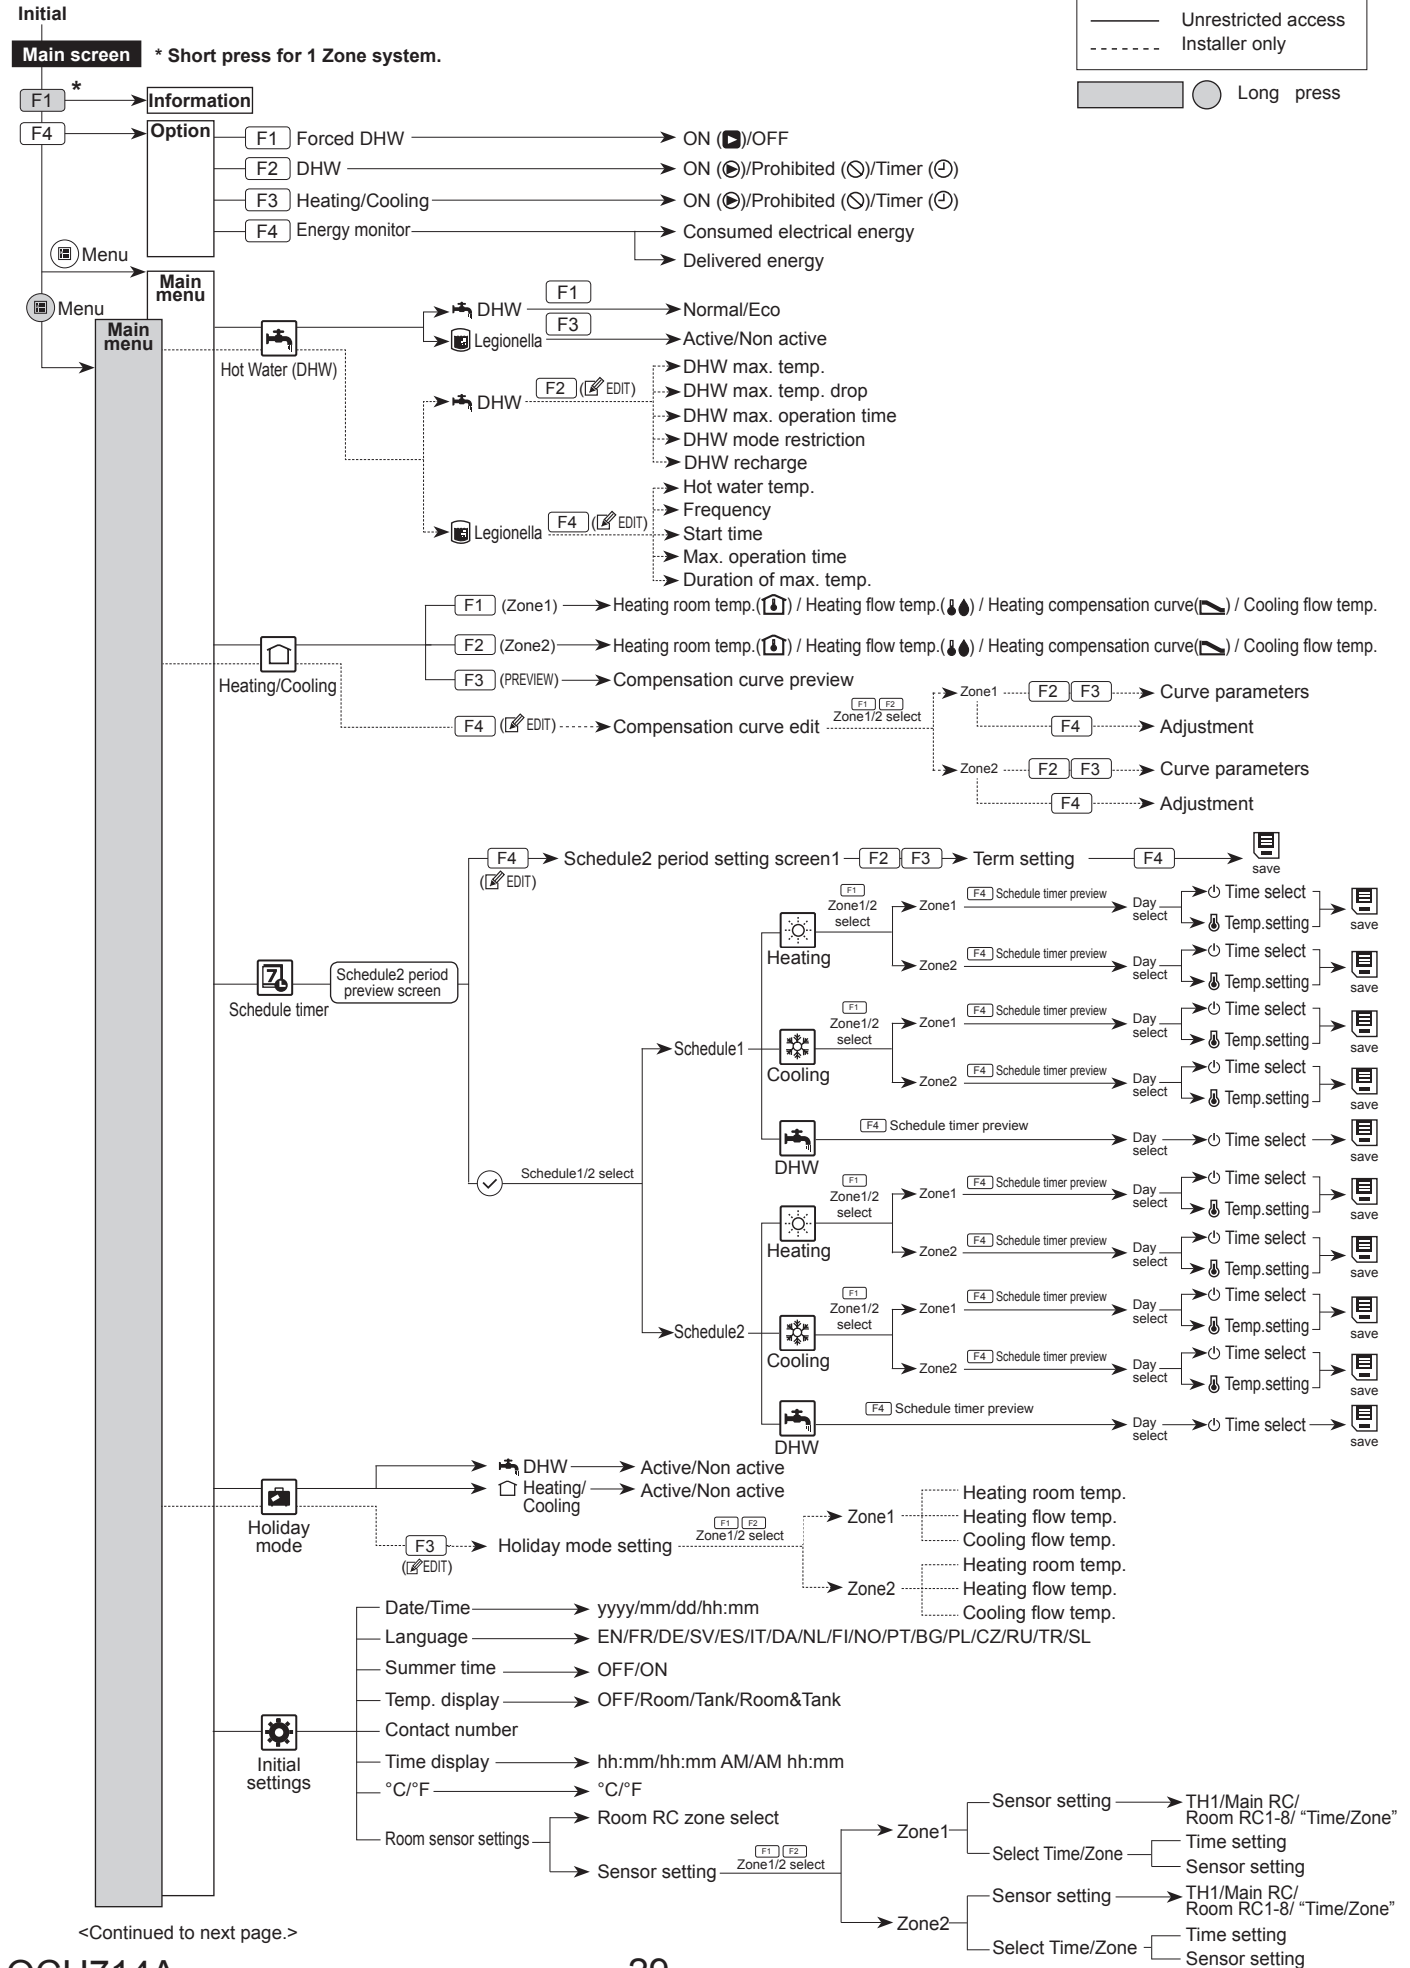 Initial
Main screen
* Short press for 1 Zone system.
Unrestricted access
Installer only
Long press
F1 * Information
F4 Option
F1 Forced DHW ON ( )/OFF
F2 DHW ON ( )/Prohibited ( )/Timer ( )
F3 Heating/Cooling ON ( )/Prohibited ( )/Timer ( )
F4 Energy monitor Consumed electrical energy
Delivered energy
Menu
Main
menu
Menu
Main
menu
Hot Water (DHW)
DHW F1 Normal/Eco
Legionella F3 Active/Non active
DHW F2 ( EDIT)
DHW max. temp.
DHW max. temp. drop
DHW max. operation time
DHW mode restriction
DHW recharge
Legionella F4 ( EDIT)
Hot water temp.
Frequency
Start time
Max. operation time
Duration of max. temp.
Heating/Cooling
F1 (Zone1) Heating room temp.( ) / Heating flow temp.( ) / Heating compensation curve( ) / Cooling flow temp.
F2 (Zone2) Heating room temp.( ) / Heating flow temp.( ) / Heating compensation curve( ) / Cooling flow temp.
F3 (PREVIEW) Compensation curve preview
F4 ( EDIT) Compensation curve edit
F1 F2
Zone1/2 select
Zone1 F2 F3 Curve parameters
F4 Adjustment
Zone2 F2 F3 Curve parameters
F4 Adjustment
7
Schedule timer
Schedule2 period
preview screen
F4 Schedule2 period setting screen1 F2 F3 Term setting F4 save
( EDIT)
Schedule1/2 select
Schedule1
Heating
F1
Zone1/2
select
Zone1 F4 Schedule timer preview Day
select
Time select
Temp.setting
save
Zone2 F4 Schedule timer preview Day
select
Time select
Temp.setting
save
Cooling
F1
Zone1/2
select
Zone1 F4 Schedule timer preview Day
select
Time select
Temp.setting
save
Zone2 F4 Schedule timer preview Day
select
Time select
Temp.setting
save
DHW
F4 Schedule timer preview
Day
select
Time select
save
Schedule2
Heating
F1
Zone1/2
select
Zone1 F4 Schedule timer preview Day
select
Time select
Temp.setting
save
Zone2 F4 Schedule timer preview Day
select
Time select
Temp.setting
save
Cooling
F1
Zone1/2
select
Zone1 F4 Schedule timer preview Day
select
Time select
Temp.setting
save
Zone2 F4 Schedule timer preview Day
select
Time select
Temp.setting
save
DHW
F4 Schedule timer preview
Day
select
Time select
save
Holiday
mode
DHW Active/Non active
Heating/
Cooling
Active/Non active
F3
( EDIT)
Holiday mode setting
F1 F2
Zone1/2 select
Zone1
Heating room temp.
Heating flow temp.
Cooling flow temp.
Zone2
Heating room temp.
Heating flow temp.
Cooling flow temp.
Initial
settings
Date/Time yyyy/mm/dd/hh:mm
Language EN/FR/DE/SV/ES/IT/DA/NL/FI/NO/PT/BG/PL/CZ/RU/TR/SL
Summer time OFF/ON
Temp. display OFF/Room/Tank/Room&Tank
Contact number
Time display hh:mm/hh:mm AM/AM hh:mm
°C/°F °C/°F
Room sensor settings
Room RC zone select
Sensor setting
F1 F2
Zone1/2 select
Zone1
Sensor setting TH1/Main RC/
Room RC1-8/ “Time/Zone”
Select Time/Zone
Time setting
Sensor setting
Zone2
Sensor setting TH1/Main RC/
Room RC1-8/ “Time/Zone”
Select Time/Zone
Time setting
Sensor setting
<Continued to next page.>